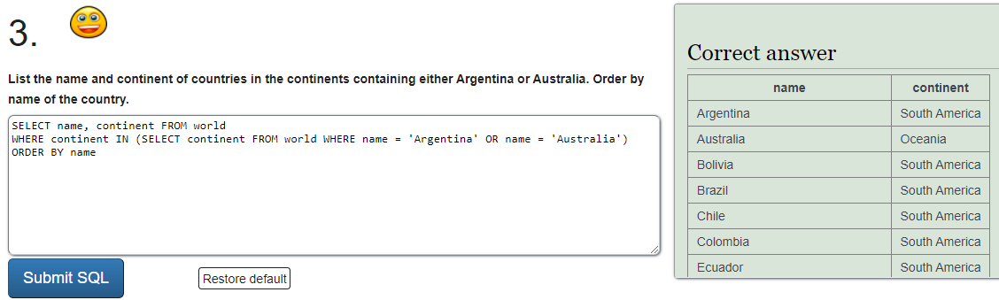 3.
List the name and continent of countries in the continents containing either Argentina or Australia. Order by
name of the country.
SELECT name, continent FROM world
WHERE continent IN (SELECT continent FROM world WHERE name = 'Argentina' OR name = 'Australia')
ORDER BY name
Submit SQL
Restore default
Correct answer
name continent
Argentina South America
Australia Oceania
Bolivia South America
Brazil South America
Chile South America
Colombia South America
Ecuador South America